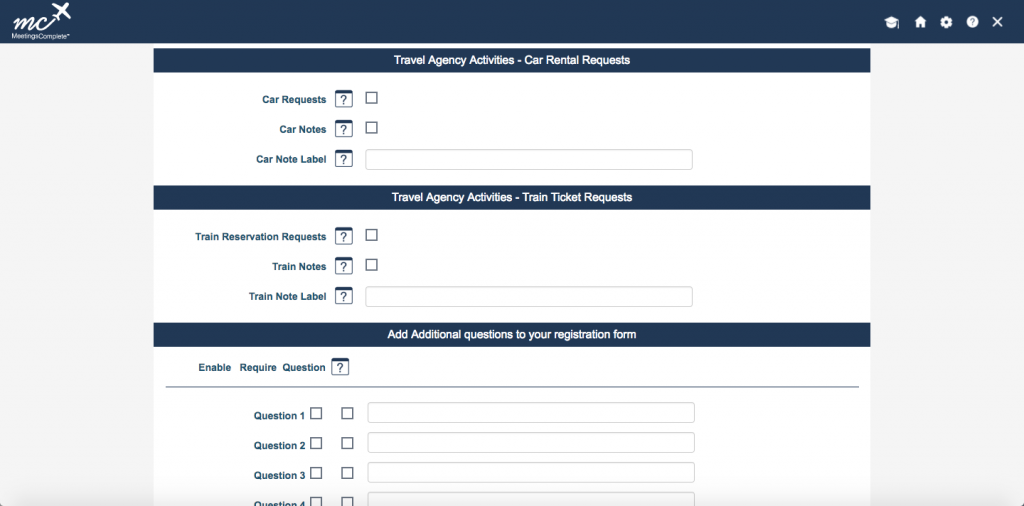 mc
MeetingsComplete
?
Travel Agency Activities - Car Rental Requests
Car Requests ?
Car Notes ?
Car Note Label ?
Travel Agency Activities - Train Ticket Requests
Train Reservation Requests ?
Train Notes ?
Train Note Label ?
Add Additional questions to your registration form
Enable Require Question ?
Question 1
Question 2
Question 3
Question 4